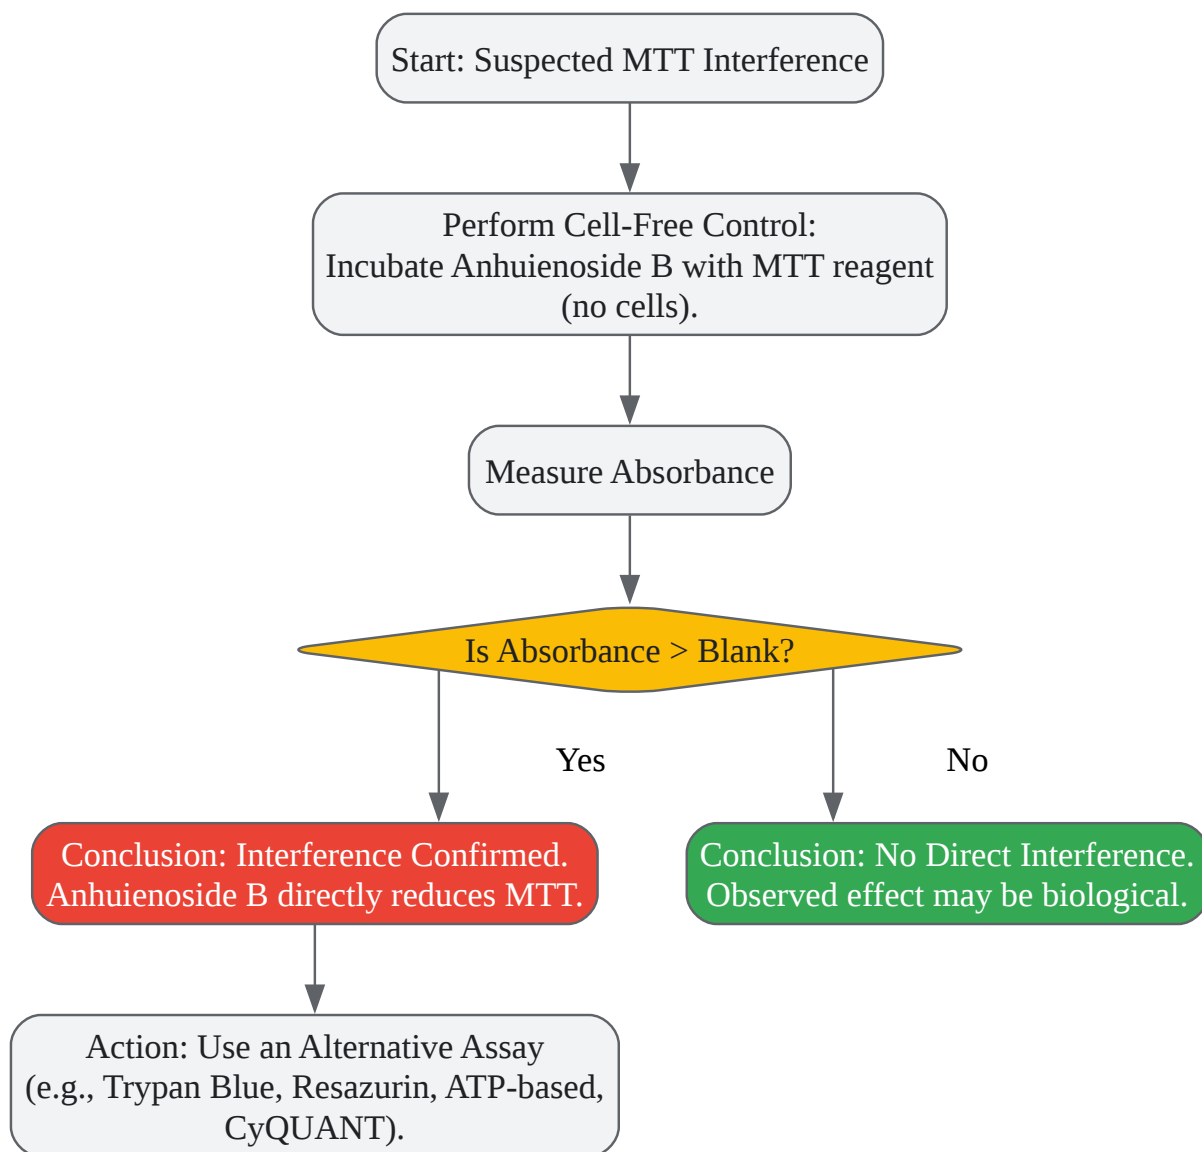 Start: Suspected MTT Interference
Perform Cell-Free Control:
Incubate Anhuienoside B with MTT reagent
(no cells).
Measure Absorbance
Is Absorbance > Blank?
Yes
No
Conclusion: Interference Confirmed.
Anhuienoside B directly reduces MTT.
Conclusion: No Direct Interference.
Observed effect may be biological.
Action: Use an Alternative Assay
(e.g., Trypan Blue, Resazurin, ATP-based,
CyQUANT).